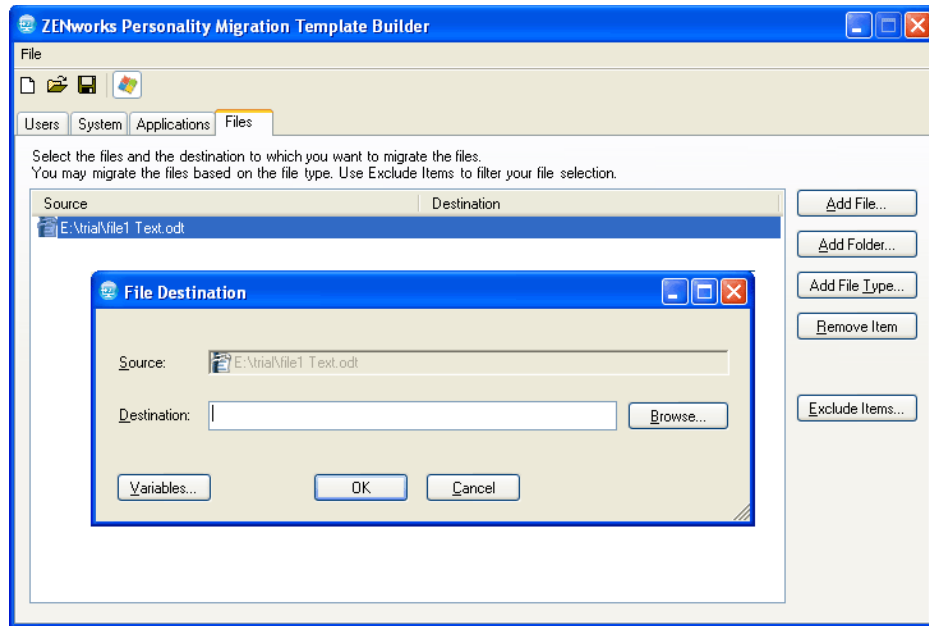 ZENworks Personality Migration Template Builder
File
Users System Applications Files
Select the files and the destination to which you want to migrate the files.
You may migrate the files based on the file type. Use Exclude Items to filter your file selection.
Source Destination
E:\trial\file1 Text.odt
Add File...
Add Folder...
Add File Type...
Remove Item
Exclude Items...
File Destination
Source: E:\trial\file1 Text.odt
Destination: Browse...
Variables... OK Cancel